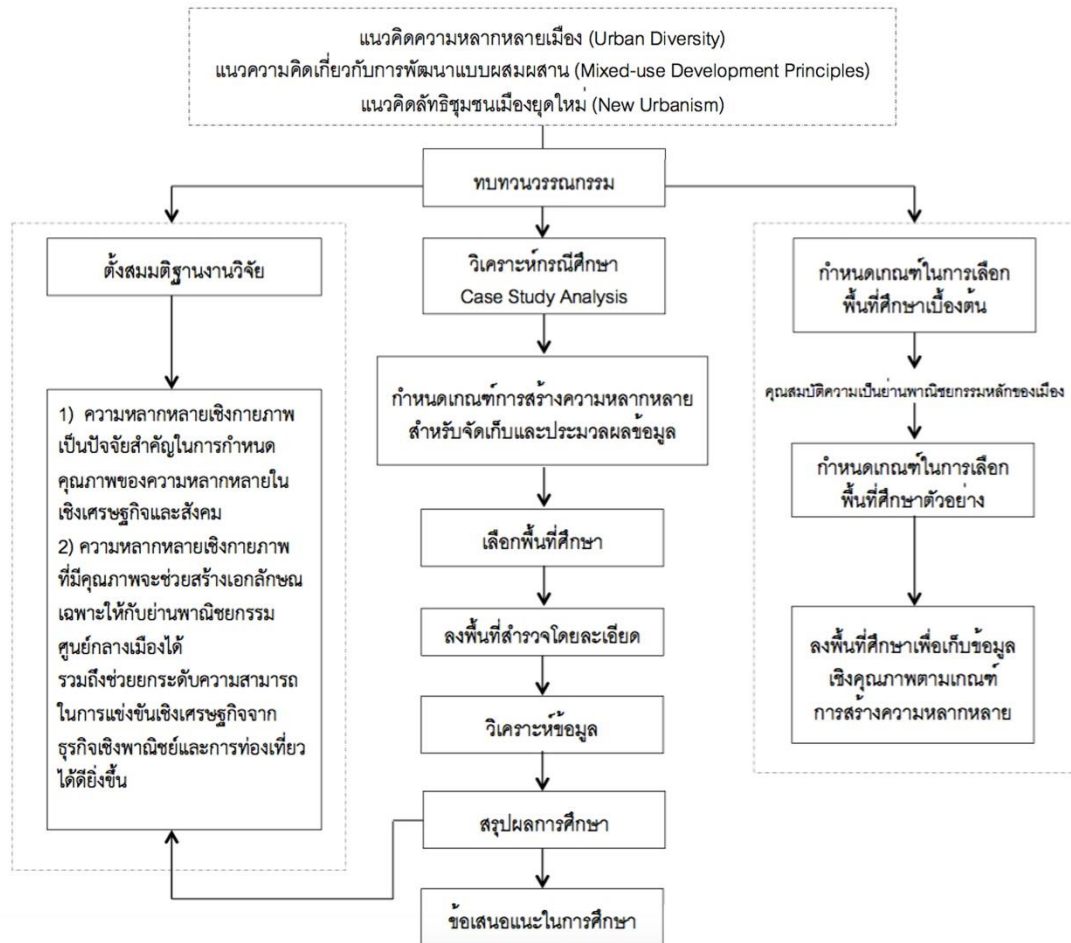 แนวคิดความหลากหลายเมือง (Urban Diversity)
แนวความคิดเกี่ยวกับการพัฒนาแบบผสมผสาน (Mixed-use Development Principles)
แนวคิดลัทธิชุมชนเมืองยุดใหม่ (New Urbanism)
ทบทวนวรรณกรรม
ตั้งสมมติฐานงานวิจัย
1) ความหลากหลายเชิงกายภาพ
เป็นปัจจัยสำคัญในการกำหนด
คุณภาพของความหลากหลายใน
เชิงเศรษฐกิจและสังคม
2) ความหลากหลายเชิงกายภาพ
ที่มีคุณภาพจะช่วยสร้างเอกลักษณ
เฉพาะให้กับย่านพาณิชยกรรม
ศูนย์กลางเมืองได้
รวมถึงช่วยยกระดับความสามารถ
ในการแข่งขันเชิงเศรษฐกิจจาก
ธุรกิจเชิงพาณิชย์และการท่องเที่ยว
ได้ดียิ่งขึ้น
วิเคราะห์กรณีศึกษา
Case Study Analysis
กำหนดเกณฑ์การสร้างความหลากหลาย
สำหรับจัดเก็บและประมวลผลข้อมูล
เลือกพื้นที่ศึกษา
ลงพื้นที่สำรวจโดยละเอียด
วิเคราะห์ข้อมูล
สรุปผลการศึกษา
ข้อเสนอแนะในการศึกษา
กำหนดเกณฑ์ในการเลือก
พื้นที่ศึกษาเบื้องต้น
คุณสมบัติความเป็นย่านพาณิชยกรรมหลักของเมือง
กำหนดเกณฑ์ในการเลือก
พื้นที่ศึกษาตัวอย่าง
ลงพื้นที่ศึกษาเพื่อเก็บข้อมูล
เชิงคุณภาพตามเกณฑ์
การสร้างความหลากหลาย